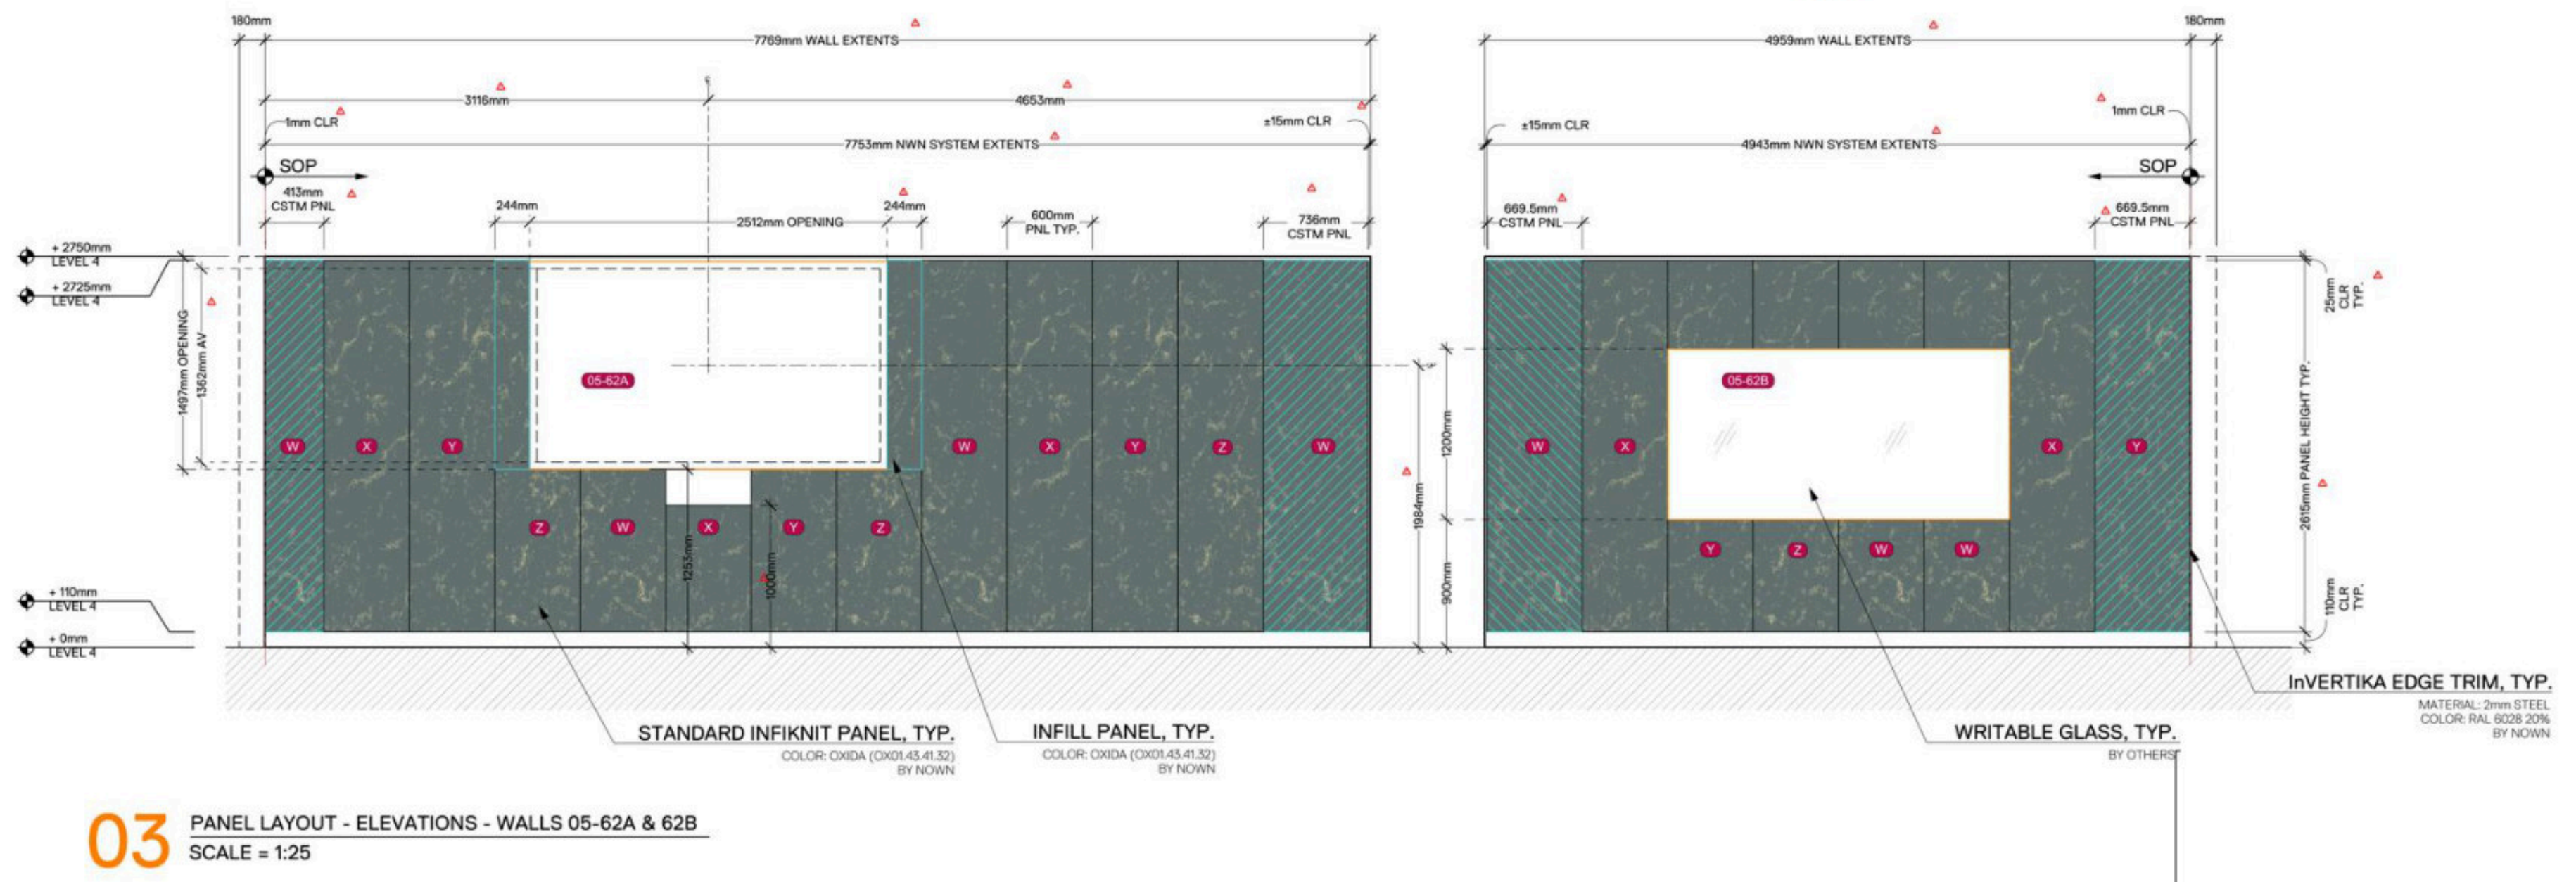 180mm
7769mm WALL EXTENTS
4959mm WALL EXTENTS
180mm
3116mm
4653mm
1mm CLR
±15mm CLR
±15mm CLR
1mm CLR
7753mm NWN SYSTEM EXTENTS
4943mm NWN SYSTEM EXTENTS
SOP
SOP
413mm
CSTM PNL
244mm
2512mm OPENING
244mm
600mm
PNL TYP.
736mm
CSTM PNL
669.5mm
CSTM PNL
669.5mm
CSTM PNL
+ 2750mm
LEVEL 4
+ 2725mm
LEVEL 4
+ 110mm
LEVEL 4
+ 0mm
LEVEL 4
1497mm OPENING
1362mm AV
05-62A
W
X
Y
W
X
Y
Z
W
Z
W
X
Y
Z
1253mm
1000mm
1984mm
1200mm
900mm
05-62B
W
X
X
Y
Y
Z
W
W
25mm
CLR
TYP.
2615mm PANEL HEIGHT TYP.
110mm
CLR
TYP.
STANDARD INFIKNIT PANEL, TYP.
COLOR: OXIDA (OX01.43.41.32)
BY NOWN
INFILL PANEL, TYP.
COLOR: OXIDA (OX01.43.41.32)
BY NOWN
WRITABLE GLASS, TYP.
BY OTHERS
InVERTIKA EDGE TRIM, TYP.
MATERIAL: 2mm STEEL
COLOR: RAL 6028 20%
BY NOWN
03
PANEL LAYOUT - ELEVATIONS - WALLS 05-62A & 62B
SCALE = 1:25